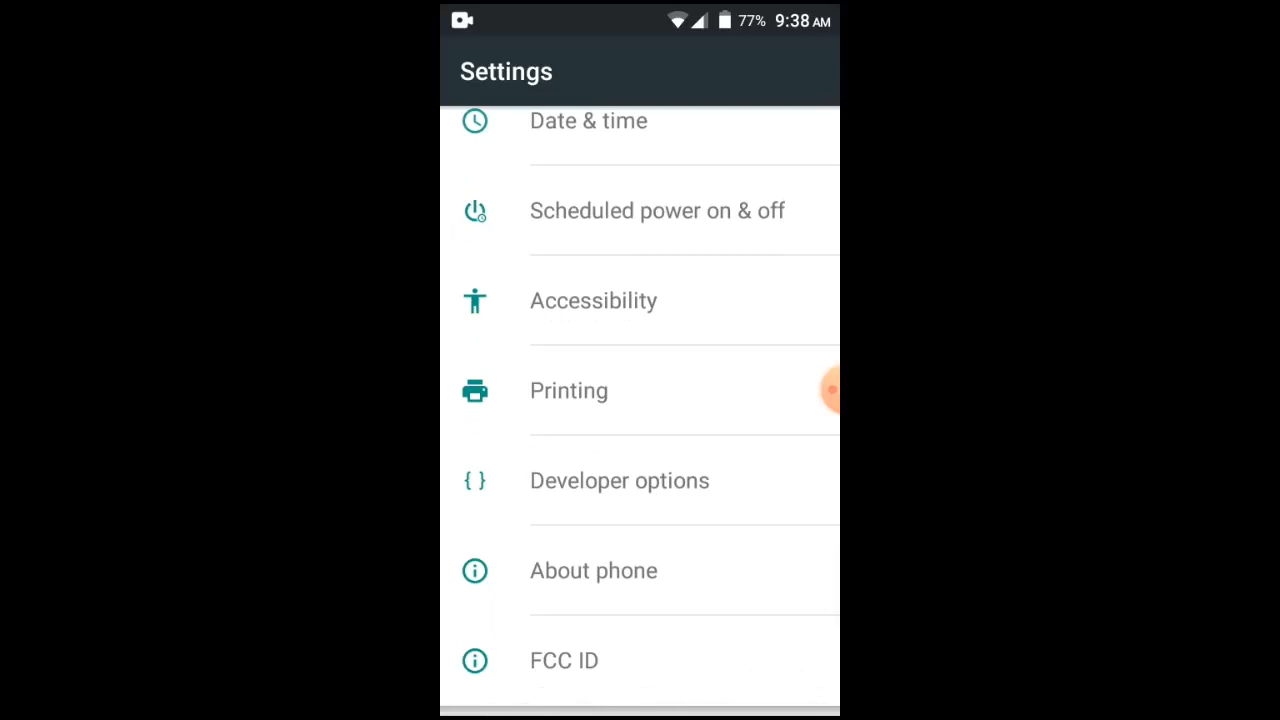 77% 9:38 AM
Settings
Date & time
Scheduled power on & off
Accessibility
Printing
{ } Developer options
About phone
FCC ID